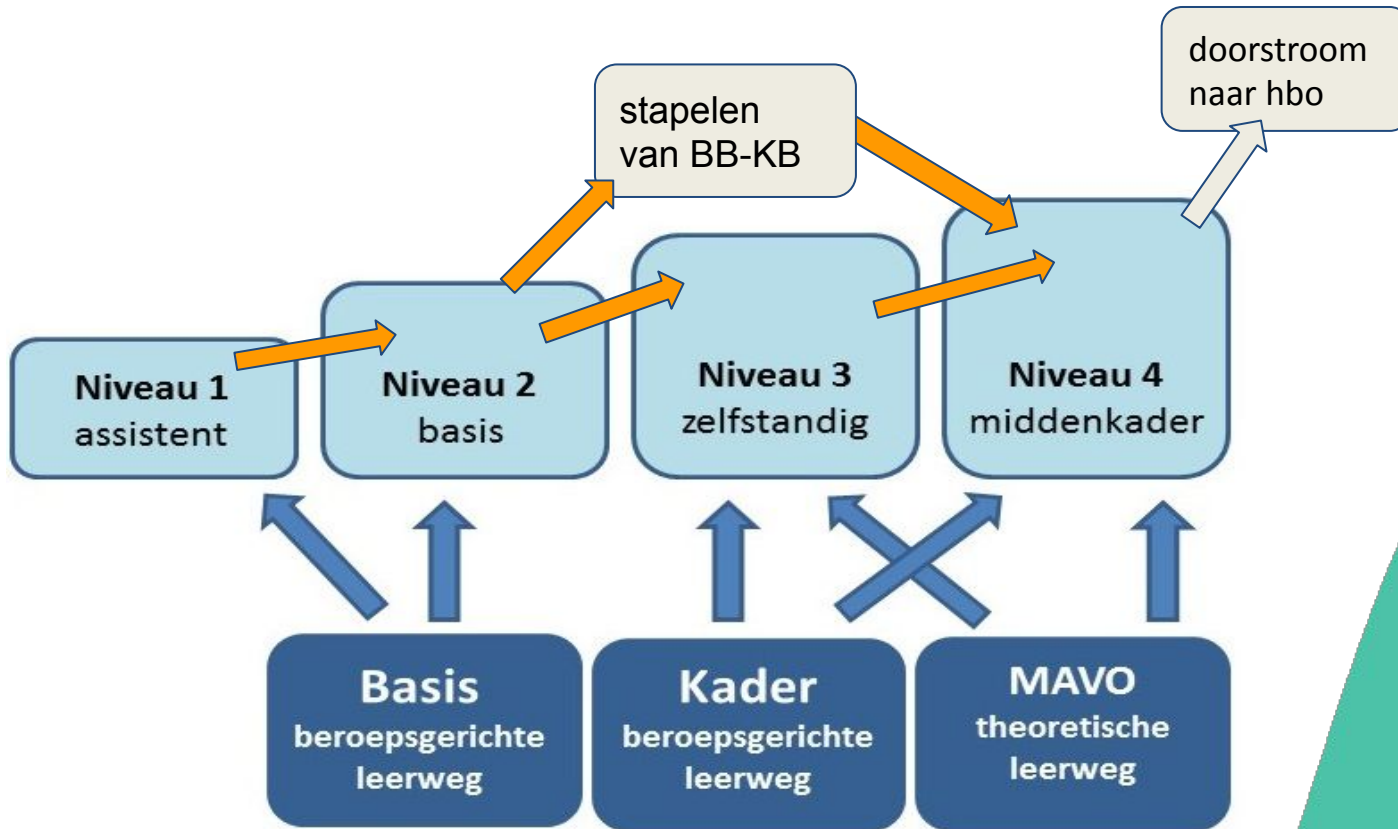 doorstroom
naar hbo
stapelen
van BB-KB
Niveau 1
assistent
Niveau 2
basis
Niveau 3
zelfstandig
Niveau 4
middenkader
Basis
beroepsgerichte
leerweg
Kader
beroepsgerichte
leerweg
MAVO
theoretische
leerweg